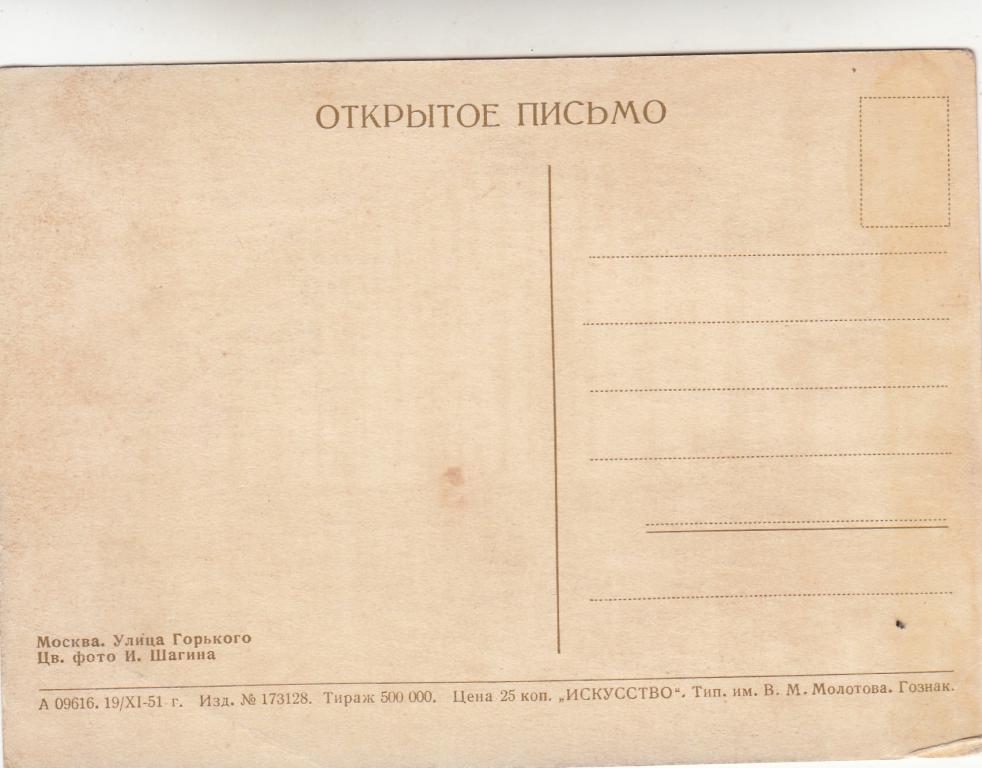 ОТКРЫТОЕ ПИСЬМО
Москва. Улица Горького
Цв. фото И. Шагина
А 09616. 19/XI-51 г. Изд. № 173128. Тираж 500 000. Цена 25 коп. „ИСКУССТВО“. Тип. им. В. М. Молотова. Гознак.